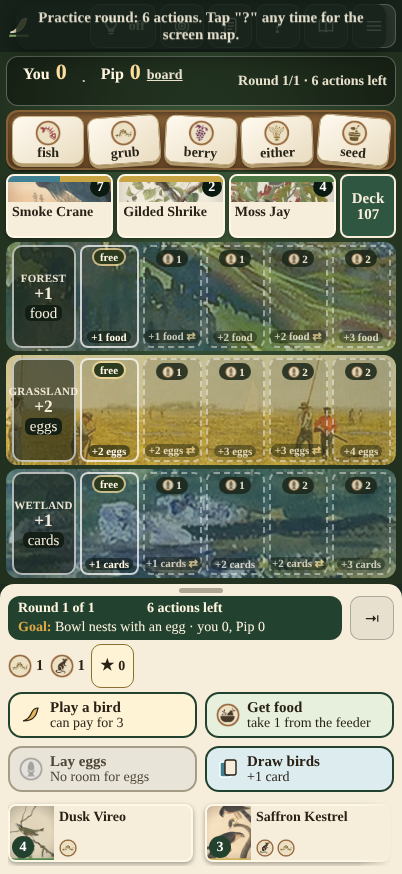 Practice round: 6 actions. Tap "?" any time for the
screen map.
You 0 . Pip 0 board
Round 1/1 · 6 actions left
fish
grub
berry
either
seed
7
Smoke Crane
2
Gilded Shrike
4
Moss Jay
Deck
107
FOREST
+1
food
free
+1 food
1
+1 food ⇄
1
+2 food
2
+2 food ⇄
2
+3 food
GRASSLAND
+2
eggs
free
+2 eggs
1
+2 eggs ⇄
1
+3 eggs
2
+3 eggs ⇄
2
+4 eggs
WETLAND
+1
cards
free
+1 cards
1
+1 cards ⇄
1
+2 cards
2
+2 cards ⇄
2
+3 cards
Round 1 of 1 6 actions left
Goal: Bowl nests with an egg · you 0, Pip 0
⇥
1 1 ★ 0
Play a bird
can pay for 3
Get food
take 1 from the feeder
Lay eggs
No room for eggs
Draw birds
+1 card
4
Dusk Vireo
3
Saffron Kestrel